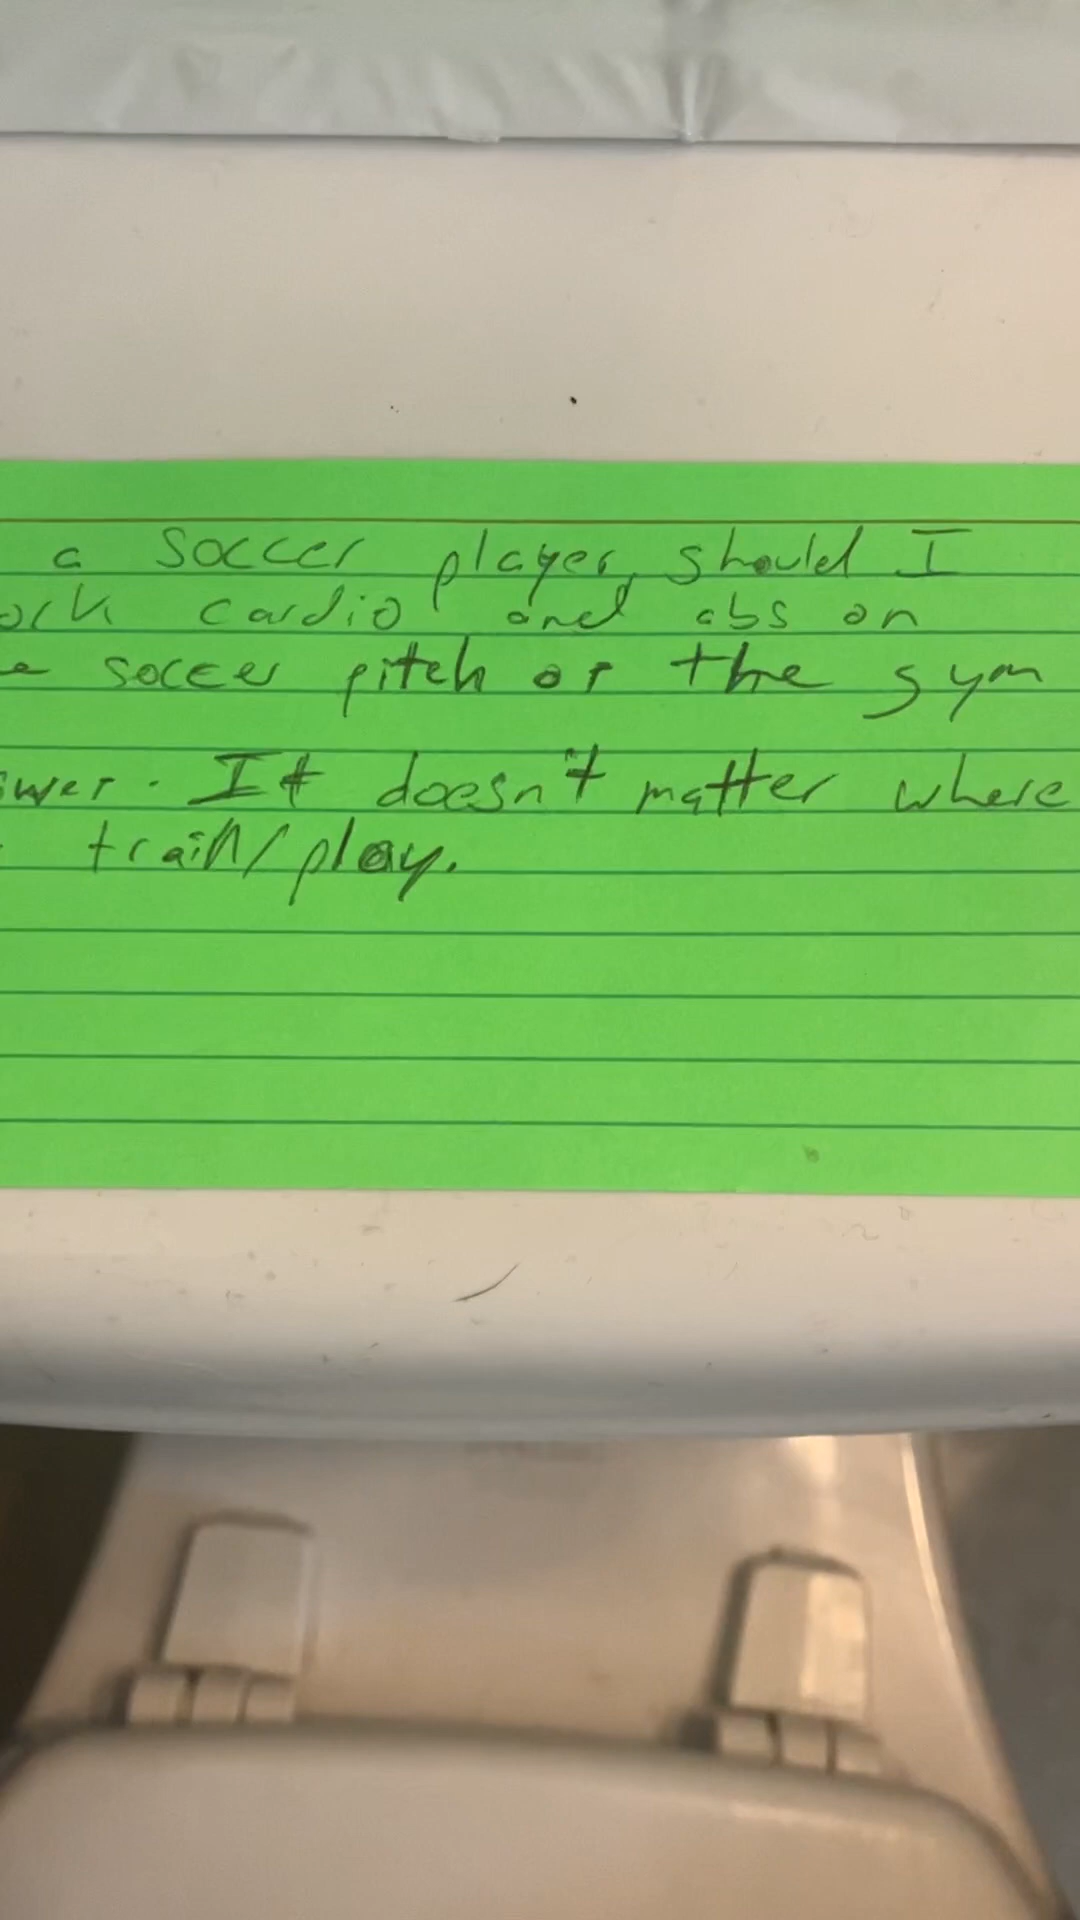 a soccer player, should I
cardio and abs on
soccer pitch or the gym
It doesn't matter where
train/play.